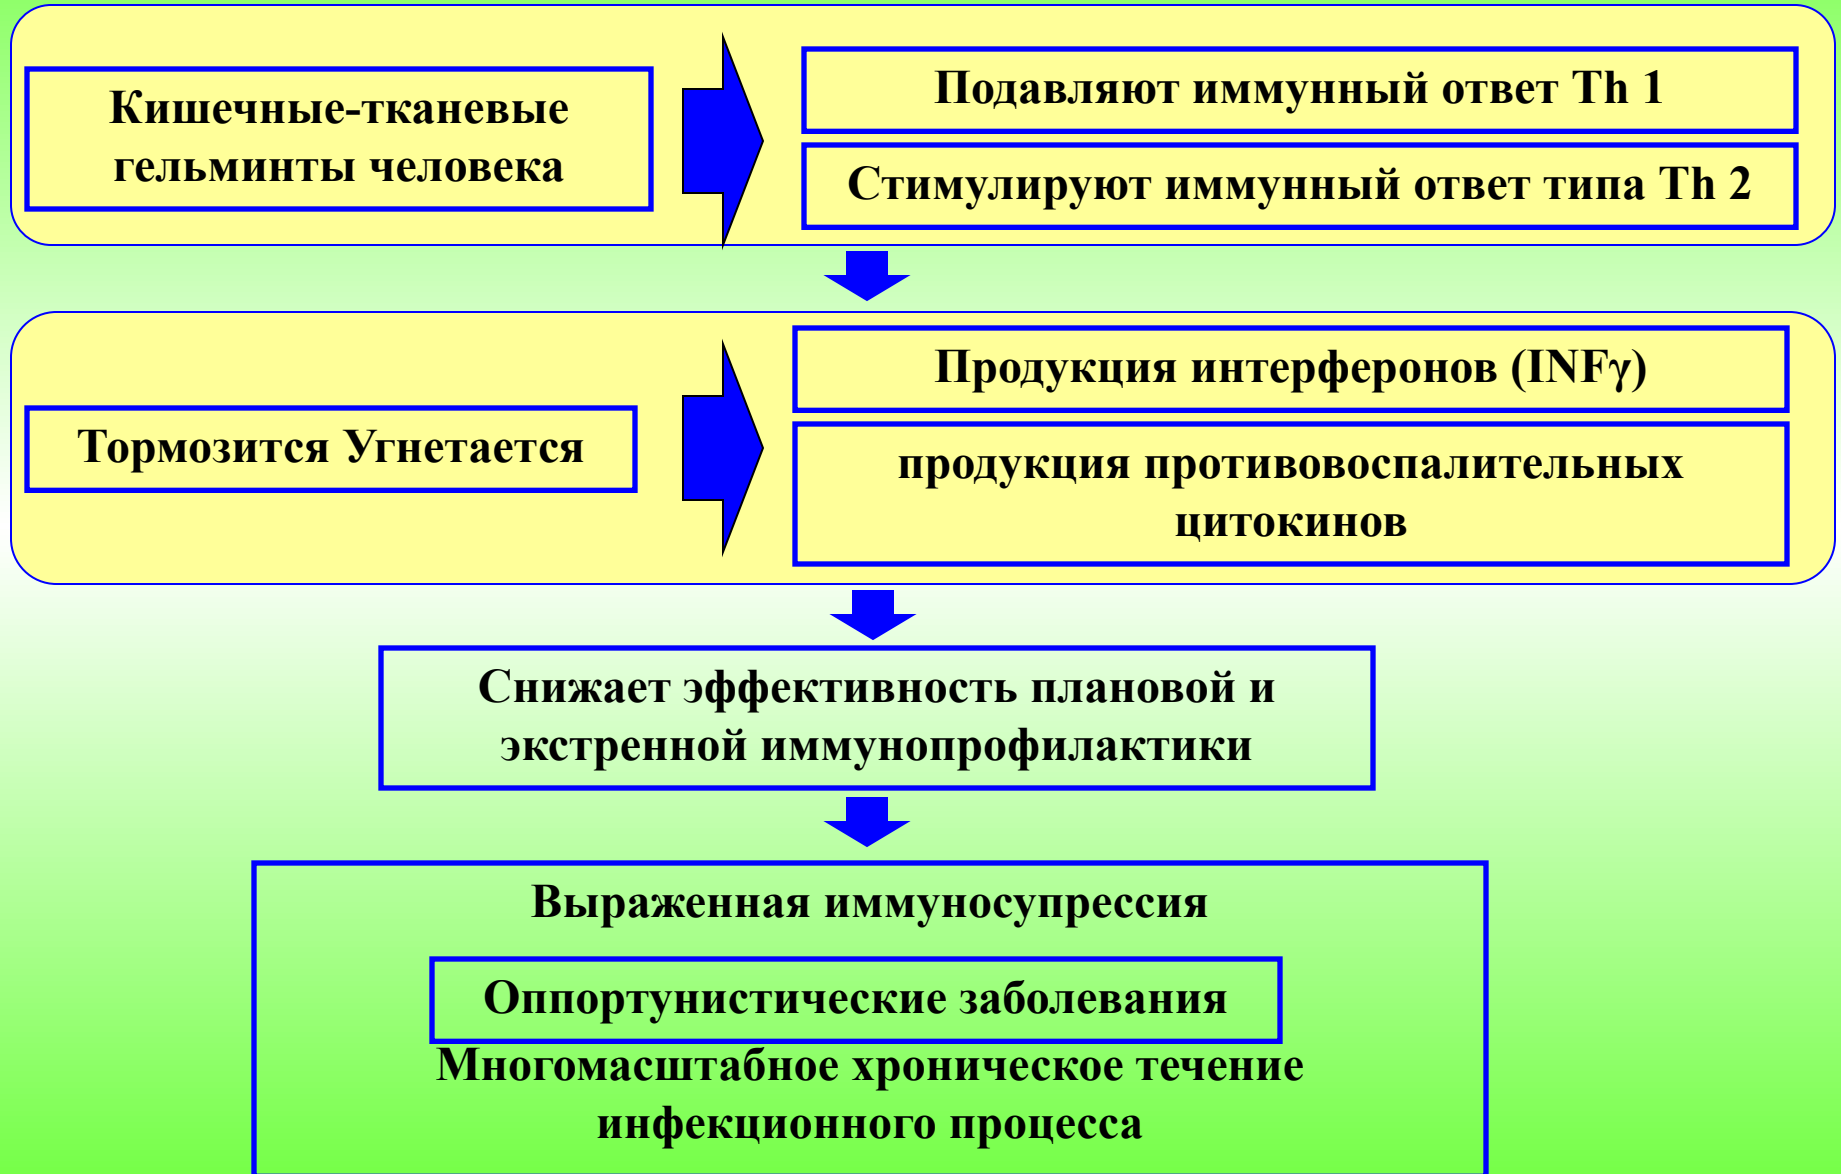 Кишечные-тканевые
гельминты человека
Подавляют иммунный ответ Th 1
Стимулируют иммунный ответ типа Th 2
Тормозится Угнетается
Продукция интерферонов (INFγ)
продукция противовоспалительных
цитокинов
Снижает эффективность плановой и
экстренной иммунопрофилактики
Выраженная иммуносупрессия
Оппортунистические заболевания
Многомасштабное хроническое течение
инфекционного процесса